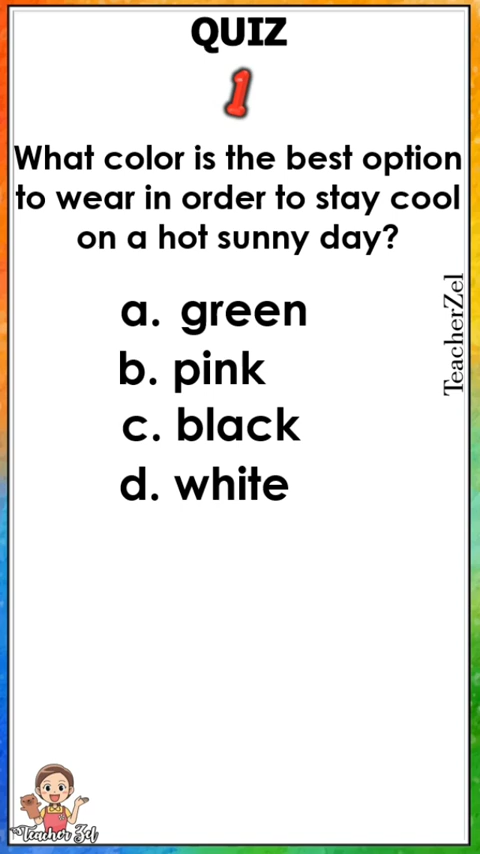 QUIZ
1
What color is the best option
to wear in order to stay cool
on a hot sunny day?
TeacherZel
a. green
b. pink
c. black
d. white
Teacher Zel